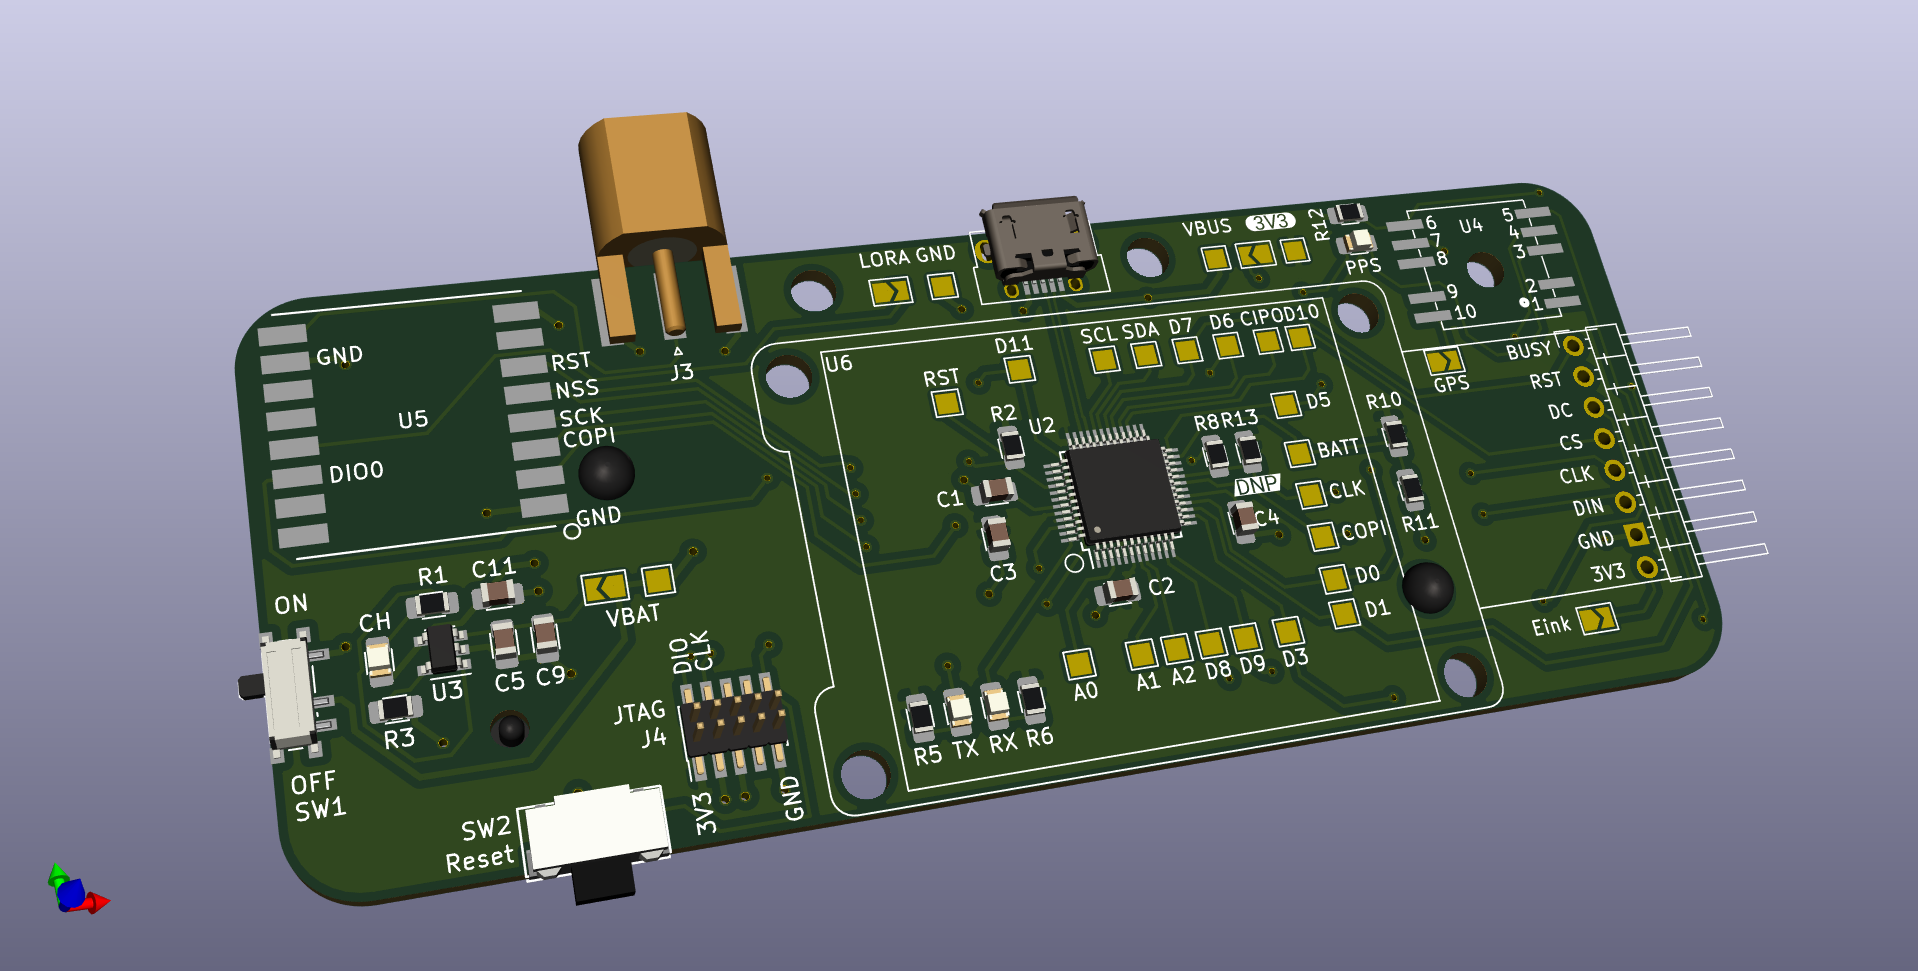 LORA GND
VBUS 3V3
R12
PPS
U4
6
7
8
9
10
5
4
3
2
1
J3
GND
U5
DIO0
RST
NSS
SCK
COPI
GND
U6
D11
RST
SCL SDA D7 D6 CIPO D10
D5
R2
U2
R8 R13
BATT
DNP
CLK
C1
C4
COPI
C3
C2
D0
D1
A0
A1 A2 D8 D9 D3
R5 TX RX R6
R10
R11
GPS
BUSY
RST
DC
CS
CLK
DIN
GND
3V3
Eink
ON
CH
R1
C11
U3
C5 C9
R3
OFF
SW1
VBAT
DIO
CLK
JTAG
J4
3V3
GND
SW2
Reset